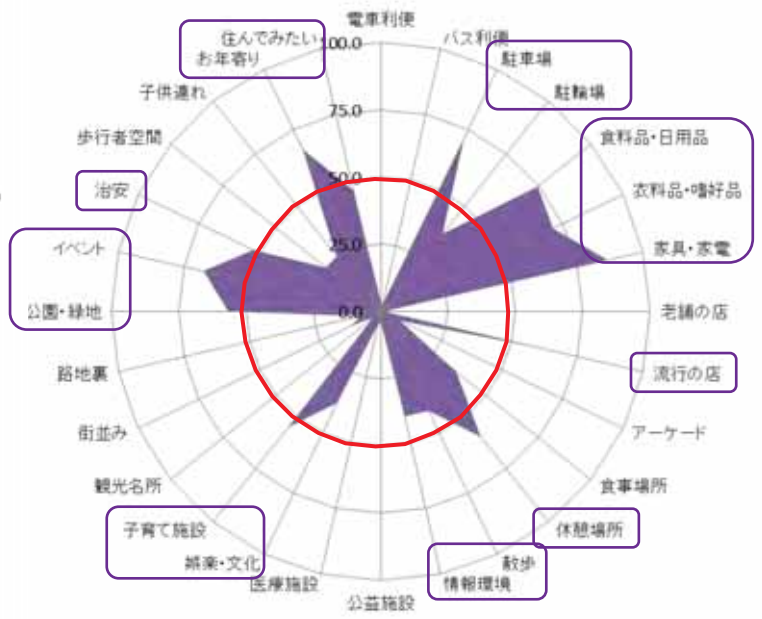 電車利便
バス利便
駐車場
駐輪場
食料品・日用品
衣料品・嗜好品
家具・家電
老舗の店
流行の店
アーケード
食事場所
休憩場所
散歩
情報環境
公益施設
医療施設
娯楽・文化
子育て施設
観光名所
街並み
路地裏
公園・緑地
イベント
治安
歩行者空間
子供連れ
お年寄り
住んでみたい
100.0
75.0
50.0
25.0
0.0